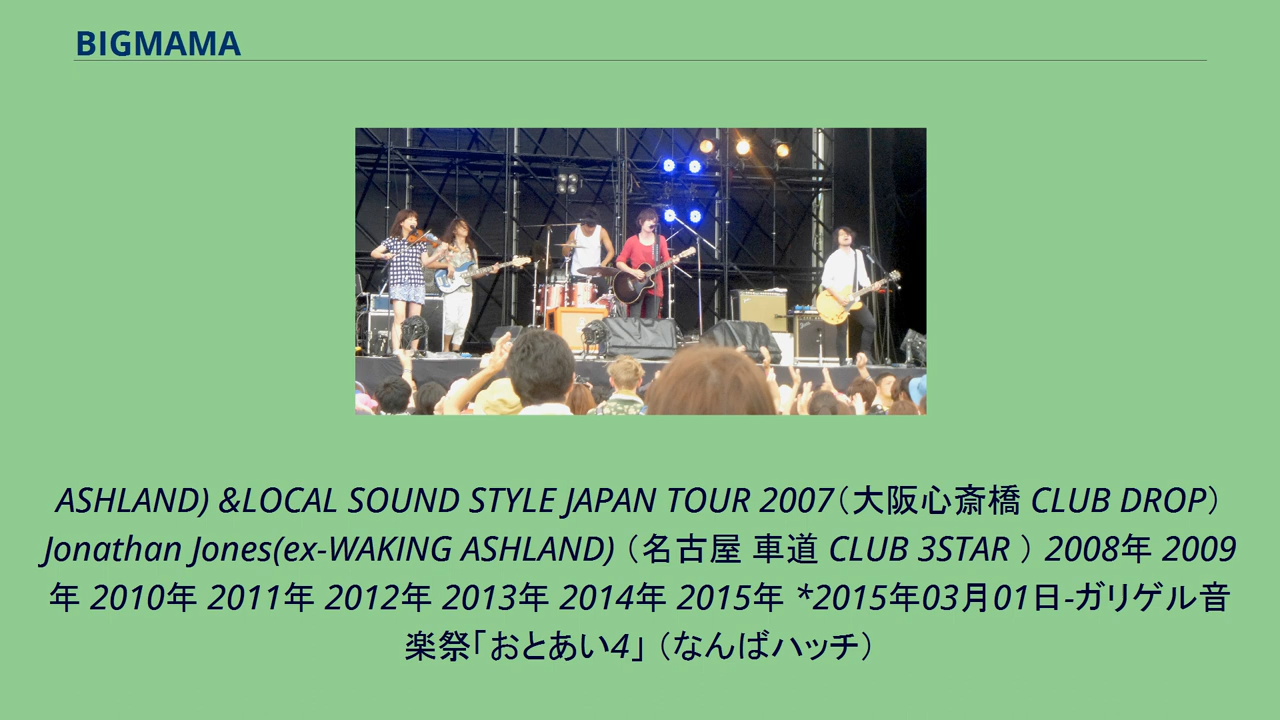 BIGMAMA
ASHLAND) &LOCAL SOUND STYLE JAPAN TOUR 2007（大阪心斎橋 CLUB DROP）
Jonathan Jones(ex-WAKING ASHLAND) （名古屋 車道 CLUB 3STAR ） 2008年 2009
年 2010年 2011年 2012年 2013年 2014年 2015年 *2015年03月01日-ガリゲル音
楽祭「おとあい4」（なんばハッチ）